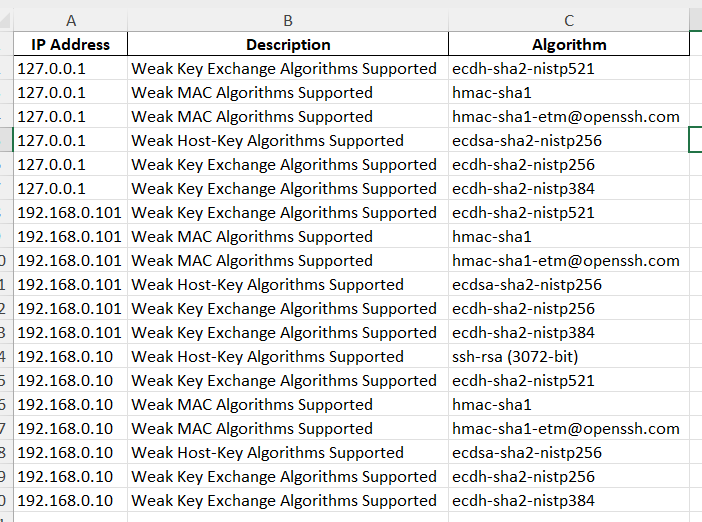 A B C
IP Address Description Algorithm
127.0.0.1 Weak Key Exchange Algorithms Supported ecdh-sha2-nistp521
127.0.0.1 Weak MAC Algorithms Supported hmac-sha1
127.0.0.1 Weak MAC Algorithms Supported hmac-sha1-etm@openssh.com
127.0.0.1 Weak Host-Key Algorithms Supported ecdsa-sha2-nistp256
127.0.0.1 Weak Key Exchange Algorithms Supported ecdh-sha2-nistp256
127.0.0.1 Weak Key Exchange Algorithms Supported ecdh-sha2-nistp384
192.168.0.101 Weak Key Exchange Algorithms Supported ecdh-sha2-nistp521
192.168.0.101 Weak MAC Algorithms Supported hmac-sha1
192.168.0.101 Weak MAC Algorithms Supported hmac-sha1-etm@openssh.com
192.168.0.101 Weak Host-Key Algorithms Supported ecdsa-sha2-nistp256
192.168.0.101 Weak Key Exchange Algorithms Supported ecdh-sha2-nistp256
192.168.0.101 Weak Key Exchange Algorithms Supported ecdh-sha2-nistp384
192.168.0.10 Weak Host-Key Algorithms Supported ssh-rsa (3072-bit)
192.168.0.10 Weak Key Exchange Algorithms Supported ecdh-sha2-nistp521
192.168.0.10 Weak MAC Algorithms Supported hmac-sha1
192.168.0.10 Weak MAC Algorithms Supported hmac-sha1-etm@openssh.com
192.168.0.10 Weak Host-Key Algorithms Supported ecdsa-sha2-nistp256
192.168.0.10 Weak Key Exchange Algorithms Supported ecdh-sha2-nistp256
192.168.0.10 Weak Key Exchange Algorithms Supported ecdh-sha2-nistp384